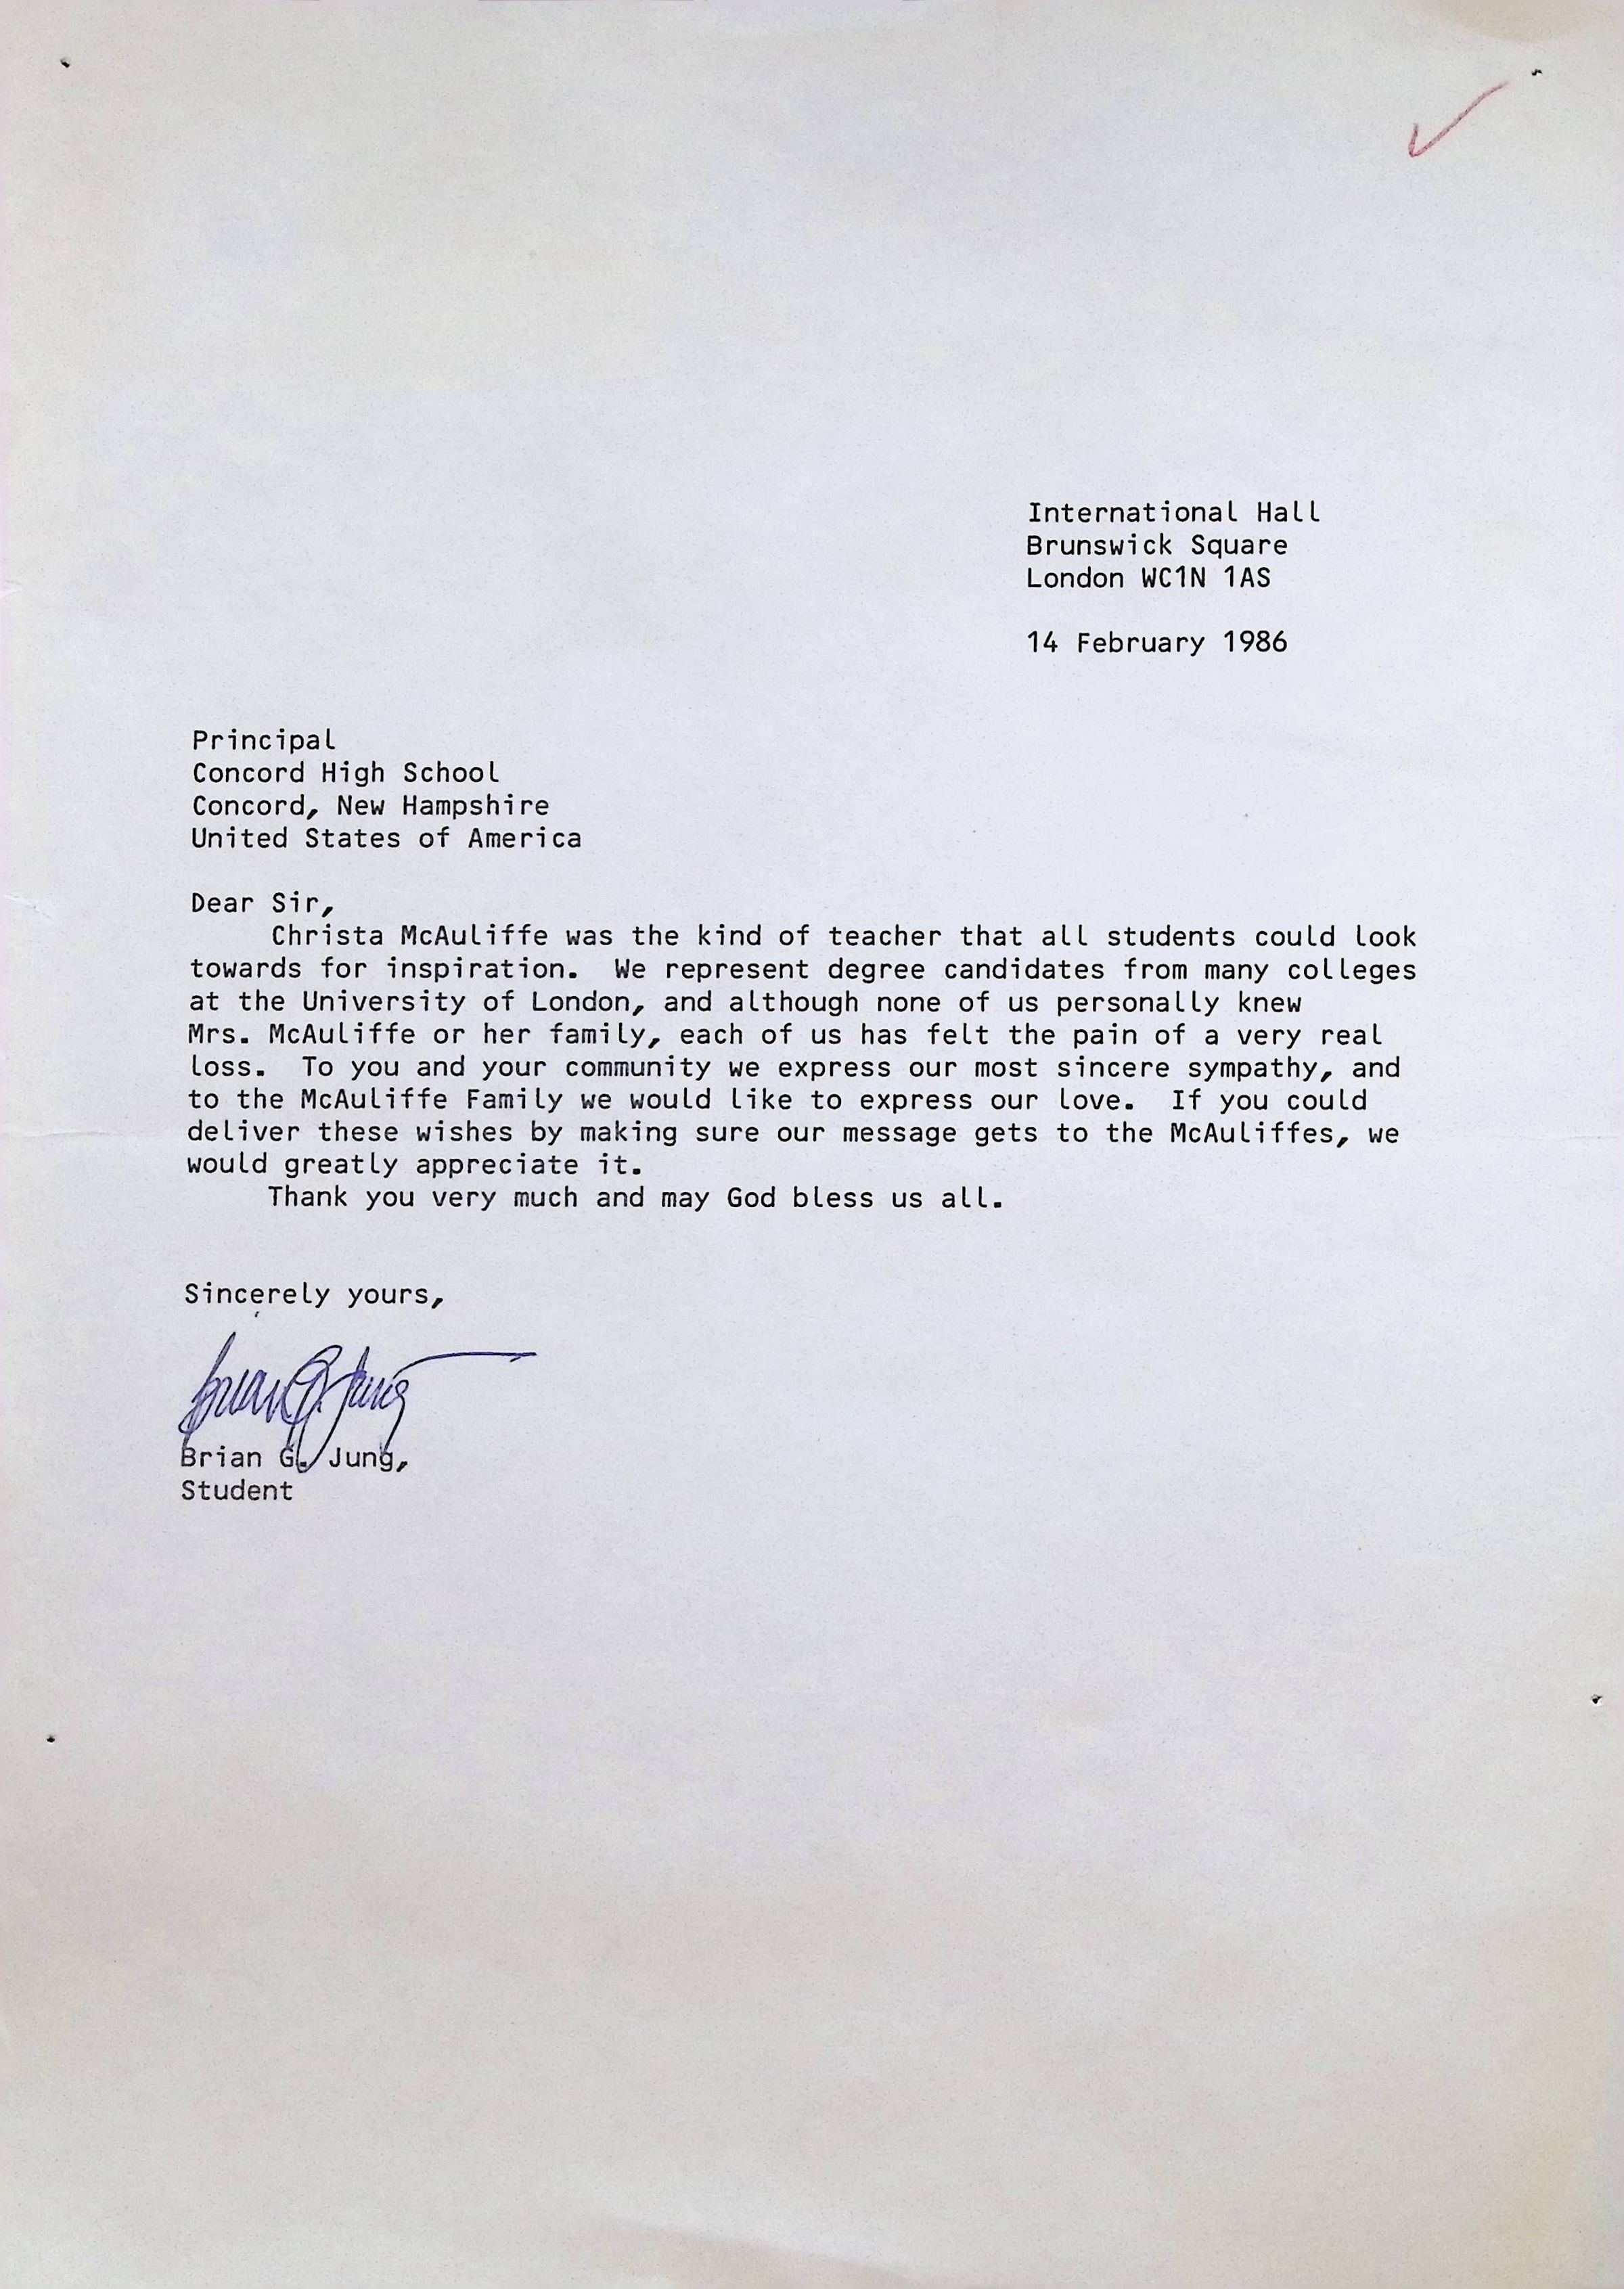 International Hall
Brunswick Square
London WC1N 1AS
14 February 1986
Principal
Concord High School
Concord, New Hampshire
United States of America
Dear Sir,
Christa McAuliffe was the kind of teacher that all students could look
towards for inspiration. We represent degree candidates from many colleges
at the University of London, and although none of us personally knew
Mrs. McAuliffe or her family, each of us has felt the pain of a very real
loss. To you and your community we express our most sincere sympathy, and
to the McAuliffe Family we would like to express our love. If you could
deliver these wishes by making sure our message gets to the McAuliffes, we
would greatly appreciate it.
Thank you very much and may God bless us all.
Sincerely yours,
Brian G. Jung
Brian G. Jung,
Student